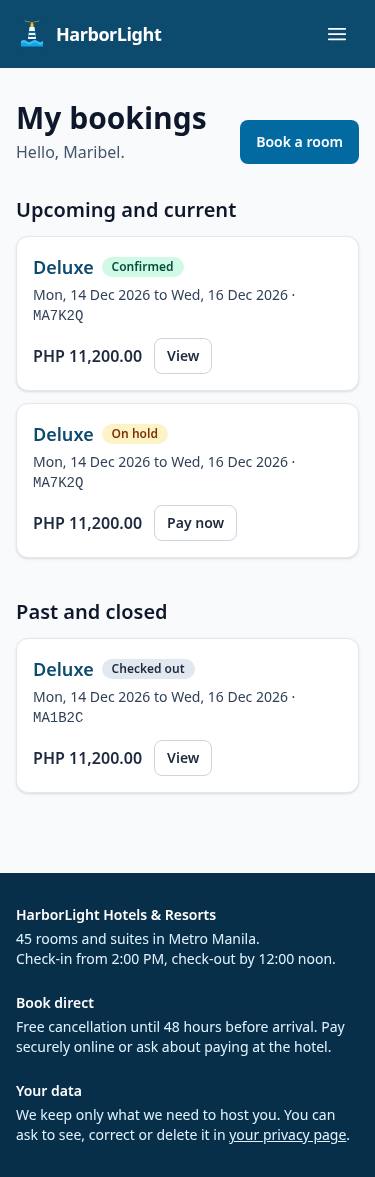 HarborLight
My bookings
Hello, Maribel.
Book a room
Upcoming and current
Deluxe Confirmed
Mon, 14 Dec 2026 to Wed, 16 Dec 2026 ·
MA7K2Q
PHP 11,200.00 View
Deluxe On hold
Mon, 14 Dec 2026 to Wed, 16 Dec 2026 ·
MA7K2Q
PHP 11,200.00 Pay now
Past and closed
Deluxe Checked out
Mon, 14 Dec 2026 to Wed, 16 Dec 2026 ·
MA1B2C
PHP 11,200.00 View
HarborLight Hotels & Resorts
45 rooms and suites in Metro Manila.
Check-in from 2:00 PM, check-out by 12:00 noon.
Book direct
Free cancellation until 48 hours before arrival. Pay
securely online or ask about paying at the hotel.
Your data
We keep only what we need to host you. You can
ask to see, correct or delete it in your privacy page.